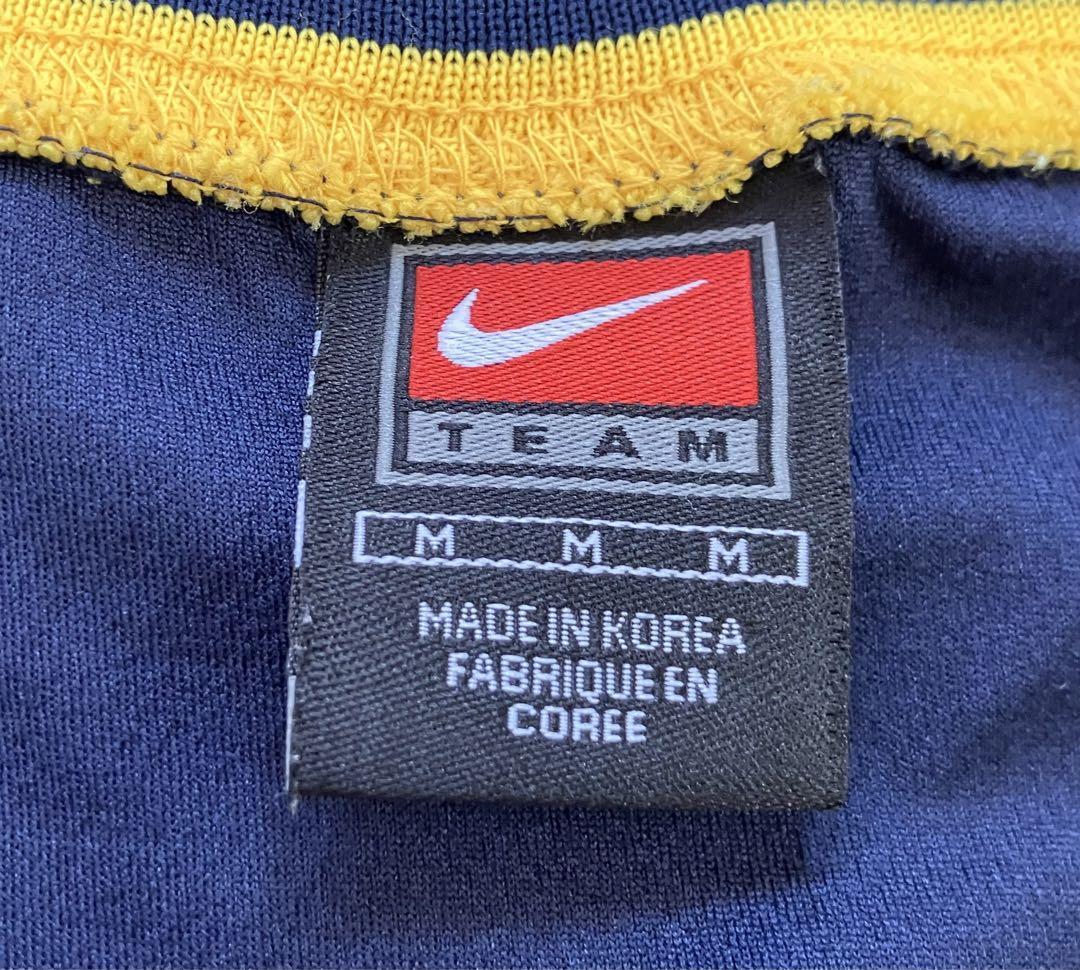 TEAM
M M M
MADE IN KOREA
FABRIQUE EN
COREE